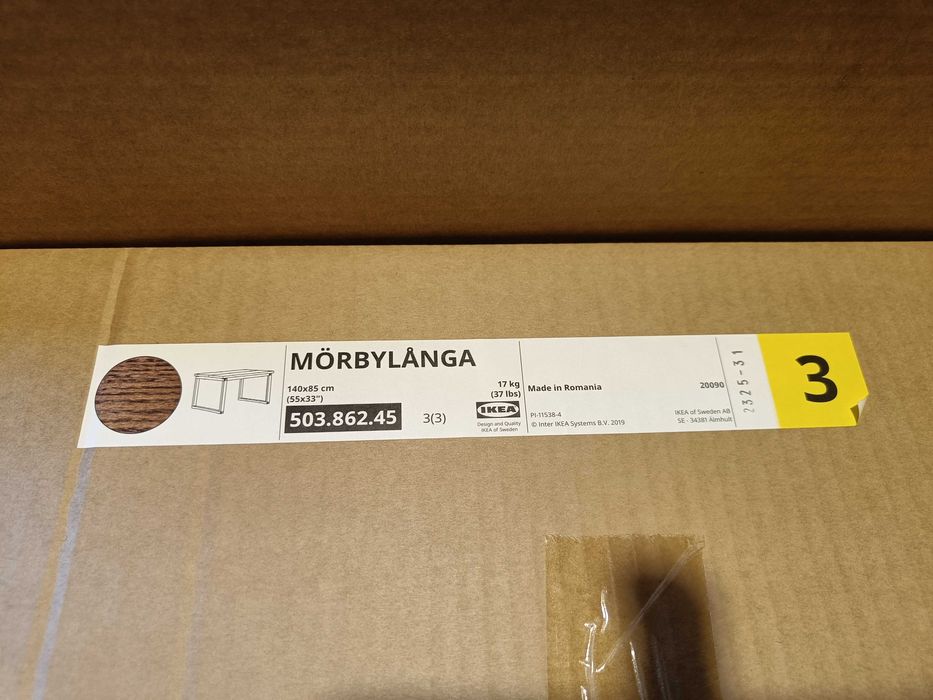 MÖRBYLÅNGA
140x85 cm
(55x33")
503.862.45
3(3)
17 kg
(37 lbs)
IKEA
Design and Quality
IKEA of Sweden
Made in Romania
20090
PI-11538-4
© Inter IKEA Systems B.V. 2019
IKEA of Sweden AB
SE - 34381 Älmhult
2325-31
3